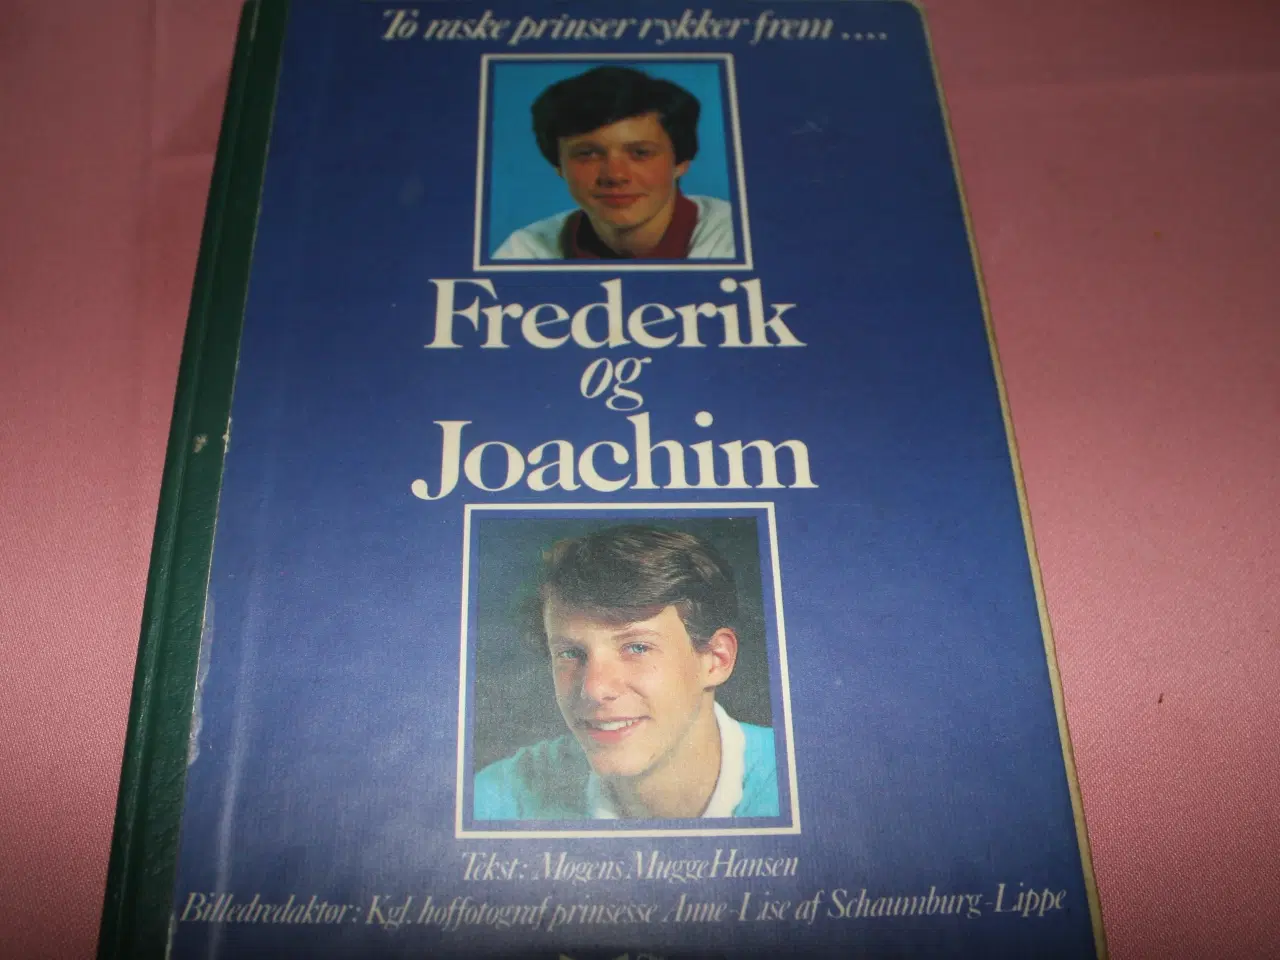 To raske prinser rykker frem ....
Frederik
og
Joachim
Tekst: Mogens Mugge Hansen
Billedredaktør: Kgl. hoffotograf prinsesse Anne-Lise af Schaumburg-Lippe